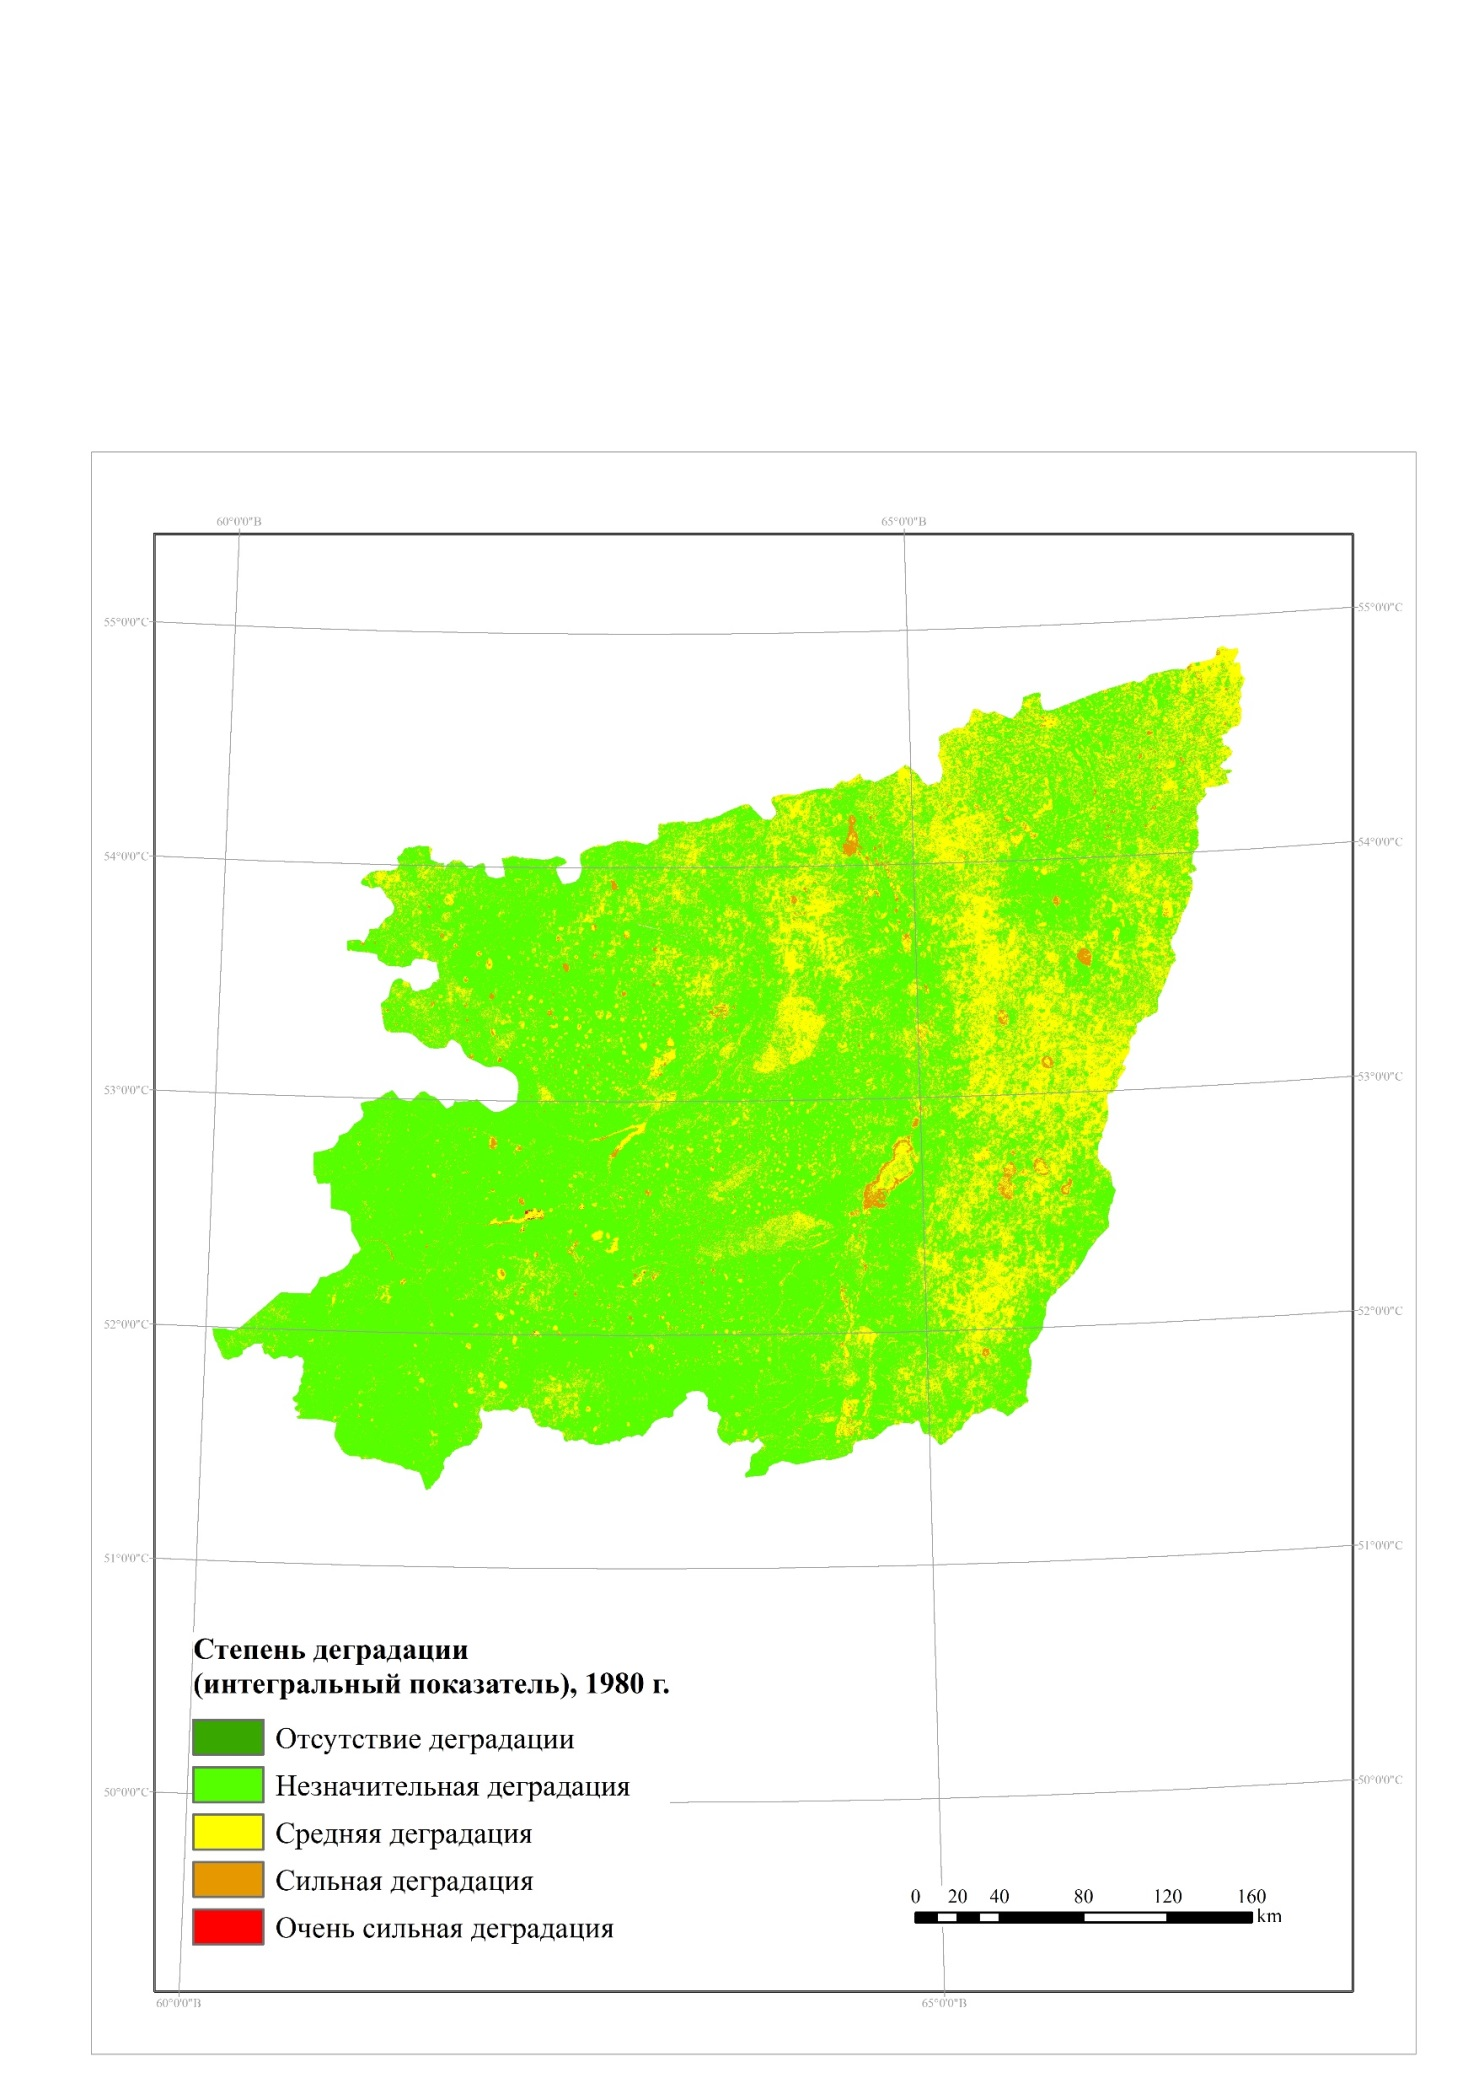 60°0'0"В 65°0'0"В
55°0'0"С 55°0'0"С
54°0'0"С 54°0'0"С
53°0'0"С 53°0'0"С
52°0'0"С 52°0'0"С
51°0'0"С 51°0'0"С
Степень деградации
(интегральный показатель), 1980 г.
Отсутствие деградации
50°0'0"С Незначительная деградация 50°0'0"С
Средняя деградация
Сильная деградация
0 20 40 80 120 160
km
Очень сильная деградация
60°0'0"В 65°0'0"В